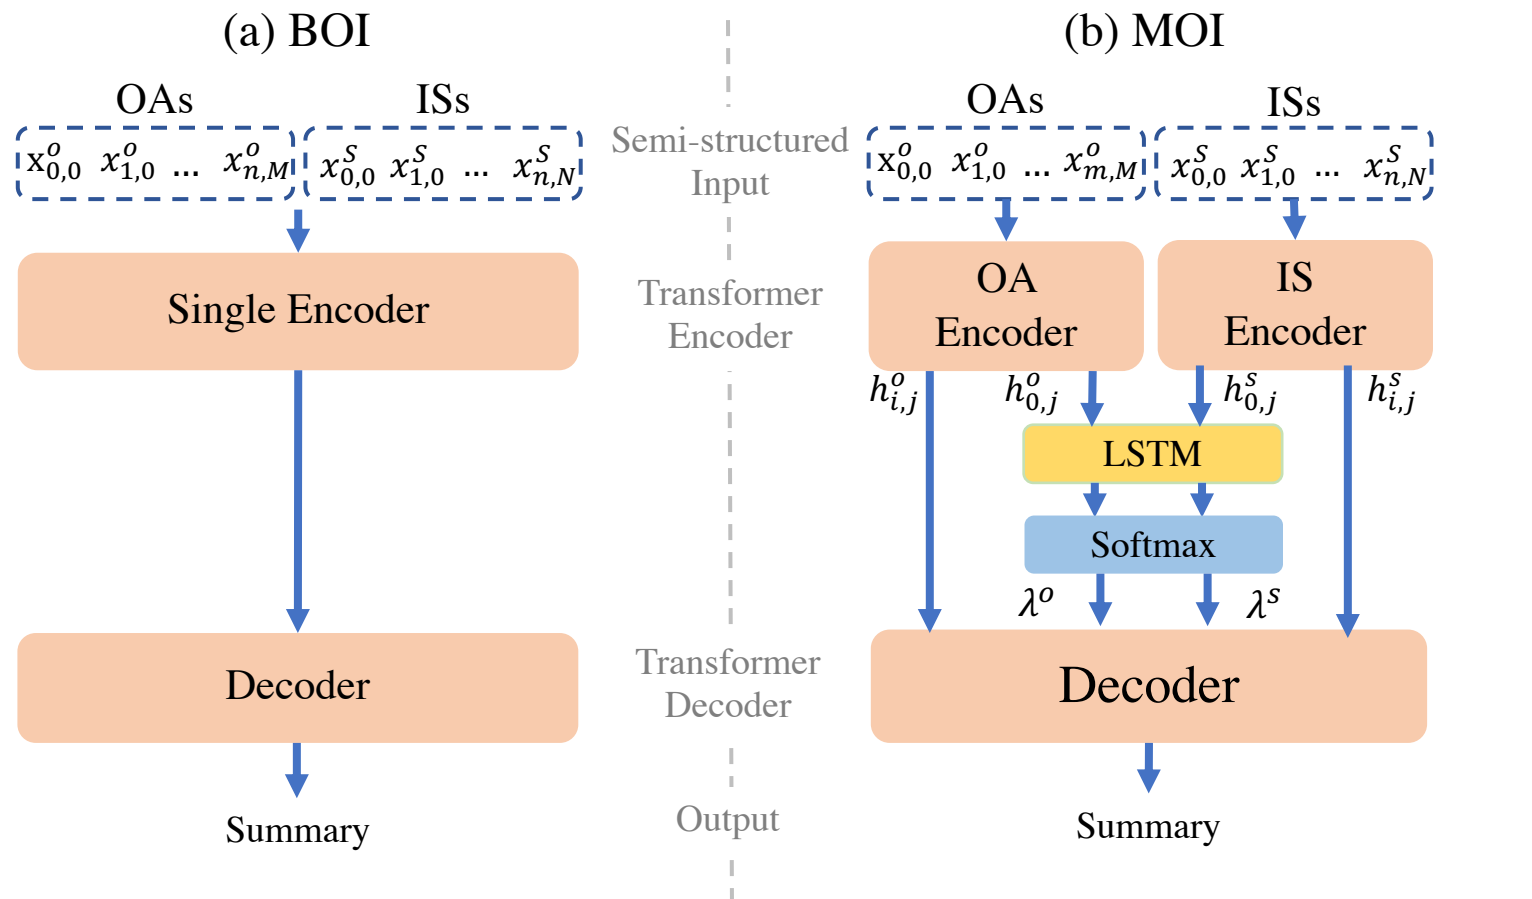 (a) BOI
OAs ISs
x^o_{0,0} x^o_{1,0} ... x^o_{n,M} x^S_{0,0} x^S_{1,0} ... x^S_{n,N}
Single Encoder
Decoder
Summary
Semi-structured
Input
Transformer
Encoder
Transformer
Decoder
Output
(b) MOI
OAs ISs
x^o_{0,0} x^o_{1,0} ... x^o_{m,M} x^S_{0,0} x^S_{1,0} ... x^S_{n,N}
OA
Encoder
IS
Encoder
h^o_{i,j} h^o_{0,j} h^s_{0,j} h^s_{i,j}
LSTM
Softmax
λ^o λ^s
Decoder
Summary